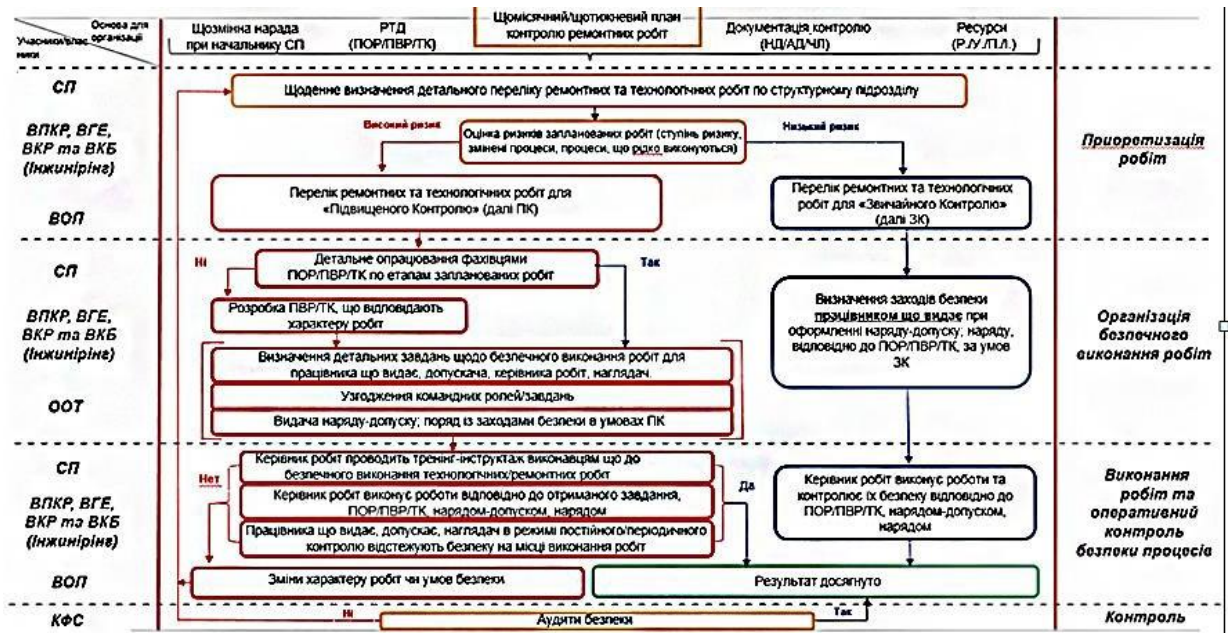 Основа для
організації
Учасники/влас
ники
Щозмінна нарада
при начальнику СП
РТД
(ПОР/ПВР/ТК)
Щомісячний/щотижневий план
контролю ремонтних робіт
Документація контролю
(НД/АД/ЧЛ)
Ресурси
(Р./У./П.Л.)
СП
Щоденне визначення детального переліку ремонтних та технологічних робіт по структурному підрозділу
ВПКР, ВГЕ,
ВКР та ВКБ
(Інжинірінг)
Високий ризик
Оцінка ризиків запланованих робіт (ступінь ризику,
змінені процеси, процеси, що рідко виконуються)
Низький ризик
Приоретизація
робіт
ВОП
Перелік ремонтних та технологічних робіт для
«Підвищеного Контролю» (далі ПК)
Перелік ремонтних та технологічних
робіт для «Звичайного Контролю»
(далі ЗК)
СП
Ні
Детальне опрацювання фахівцями
ПОР/ПВР/ТК по етапам запланованих робіт
Так
ВПКР, ВГЕ,
ВКР та ВКБ
(Інжинірінг)
Розробка ПВР/ТК, що відповідають
характеру робіт
Визначення заходів безпеки
працівником що видає при
оформленні наряду-допуску; наряду,
відповідно до ПОР/ПВР/ТК, за умов
ЗК
Організація
безпечного
виконання робіт
Визначення детальних завдань щодо безпечного виконання робіт для
працівника що видає, допускача, керівника робіт, наглядач.
ООТ
Узгодження командних ролей/завдань
Видача наряду-допуску; поряд із заходами безпеки в умовах ПК
СП
Нет
Керівник робіт проводить тренінг-інструктаж виконавцям що до
безпечного виконання технологічних/ремонтних робіт
Да
ВПКР, ВГЕ,
ВКР та ВКБ
(Інжинірінг)
Керівник робіт виконує роботи відповідно до отриманого завдання,
ПОР/ПВР/ТК, нарядом-допуском, нарядом
Працівника що видає, допускає, наглядач в режимі постійного/періодичного
контролю відстежують безпеку на місці виконання робіт
Керівник робіт виконує роботи та
контролює їх безпеку відповідно до
ПОР/ПВР/ТК, нарядом-допуском,
нарядом
Виконання
робіт та
оперативний
контроль
безпеки процесів
ВОП
Зміни характеру робіт чи умов безпеки
Результат досягнуто
КФС
Ні
Аудити безпеки
Так
Контроль